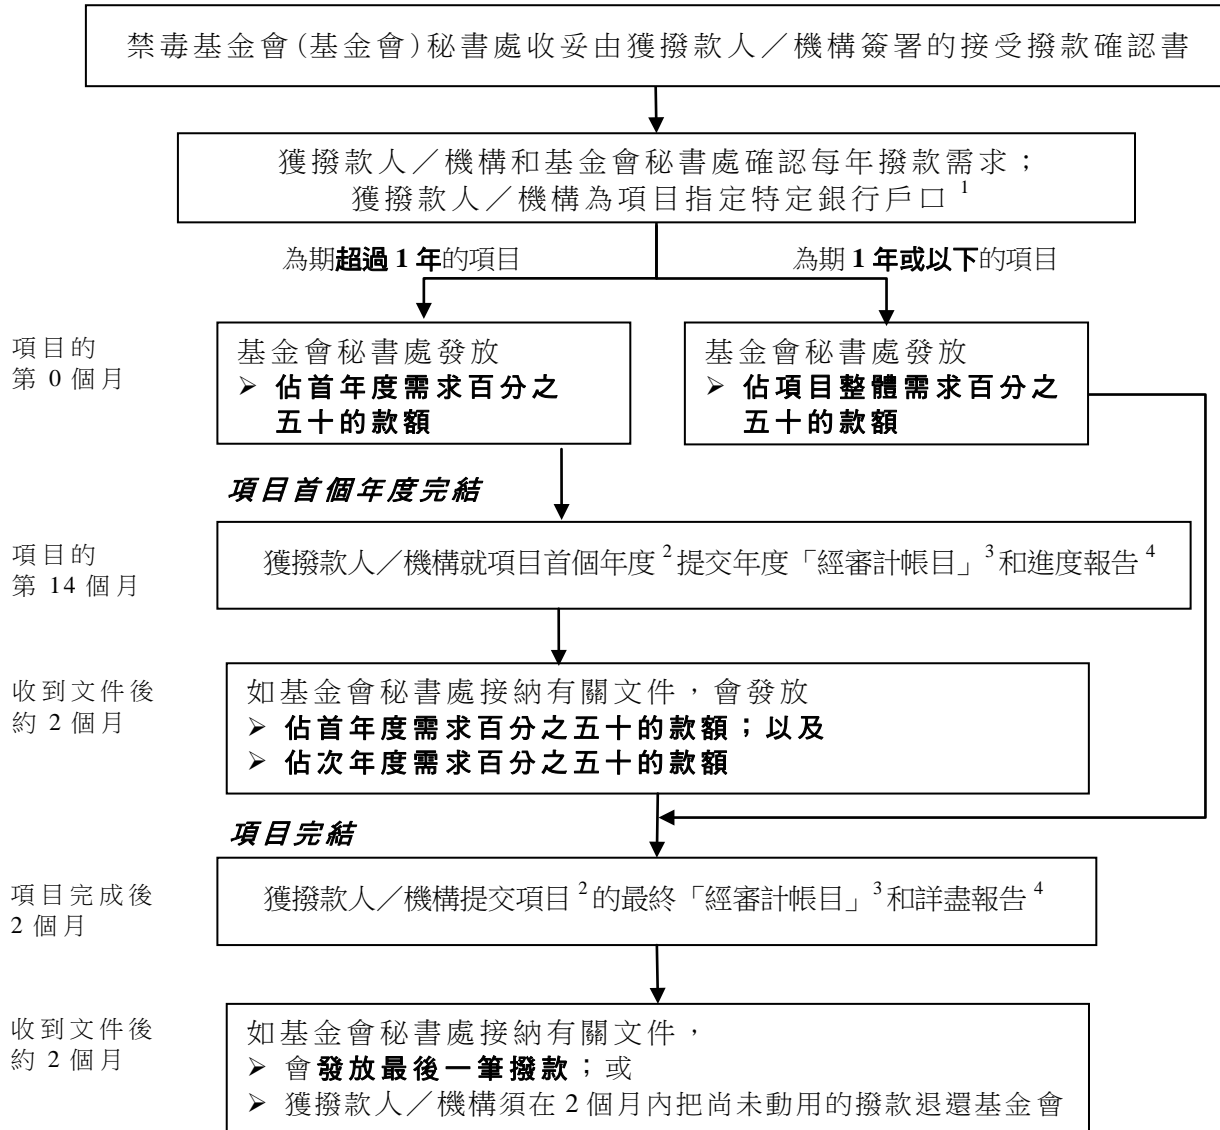 禁毒基金會(基金會)秘書處收妥由獲撥款人／機構簽署的接受撥款確認書
獲撥款人／機構和基金會秘書處確認每年撥款需求；
獲撥款人／機構為項目指定特定銀行戶口 1
為期超過 1 年的項目
為期 1 年或以下的項目
項目的
第 0 個月
基金會秘書處發放
➢ 佔首年度需求百分之
五十的款額
基金會秘書處發放
➢ 佔項目整體需求百分之
五十的款額
項目首個年度完結
項目的
第 14 個月
獲撥款人／機構就項目首個年度 2 提交年度「經審計帳目」3 和進度報告 4
收到文件後
約 2 個月
如基金會秘書處接納有關文件，會發放
➢ 佔首年度需求百分之五十的款額；以及
➢ 佔次年度需求百分之五十的款額
項目完結
項目完成後
2 個月
獲撥款人／機構提交項目 2 的最終「經審計帳目」3 和詳盡報告 4
收到文件後
約 2 個月
如基金會秘書處接納有關文件，
➢ 會發放最後一筆撥款；或
➢ 獲撥款人／機構須在 2 個月內把尚未動用的撥款退還基金會